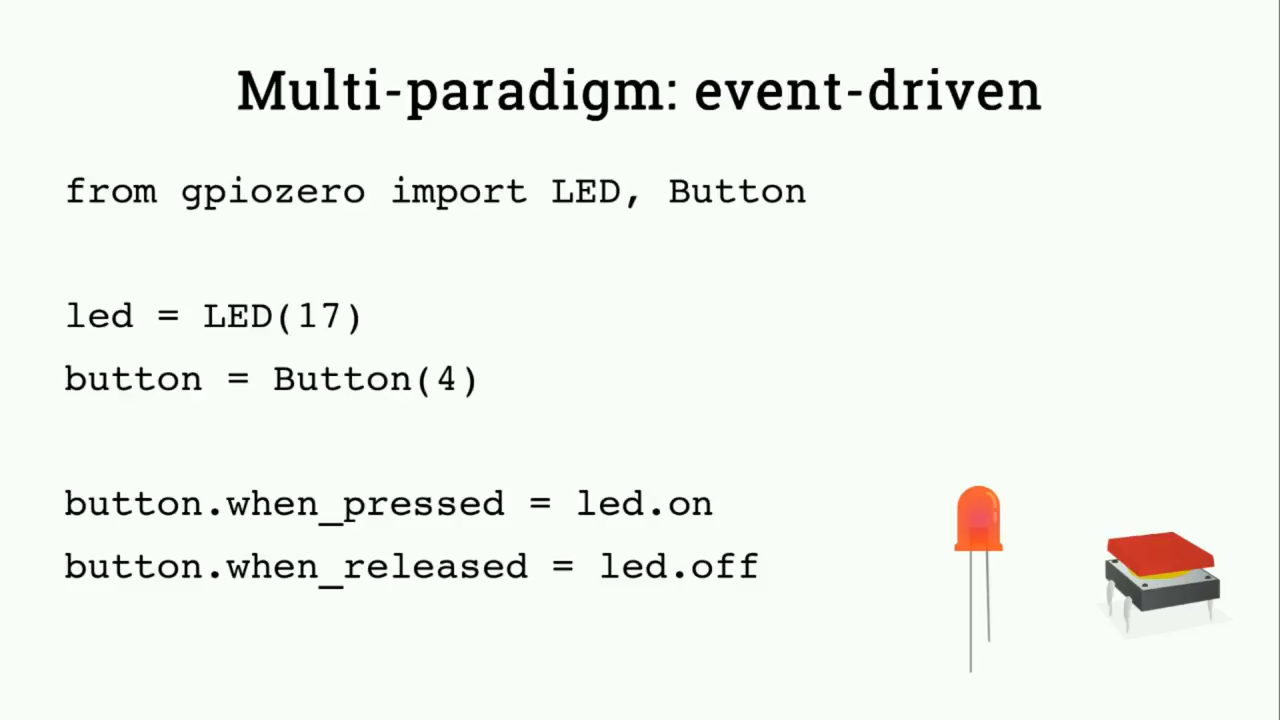 Multi-paradigm: event-driven
from gpiozero import LED, Button
led = LED(17)
button = Button(4)
button.when_pressed = led.on
button.when_released = led.off